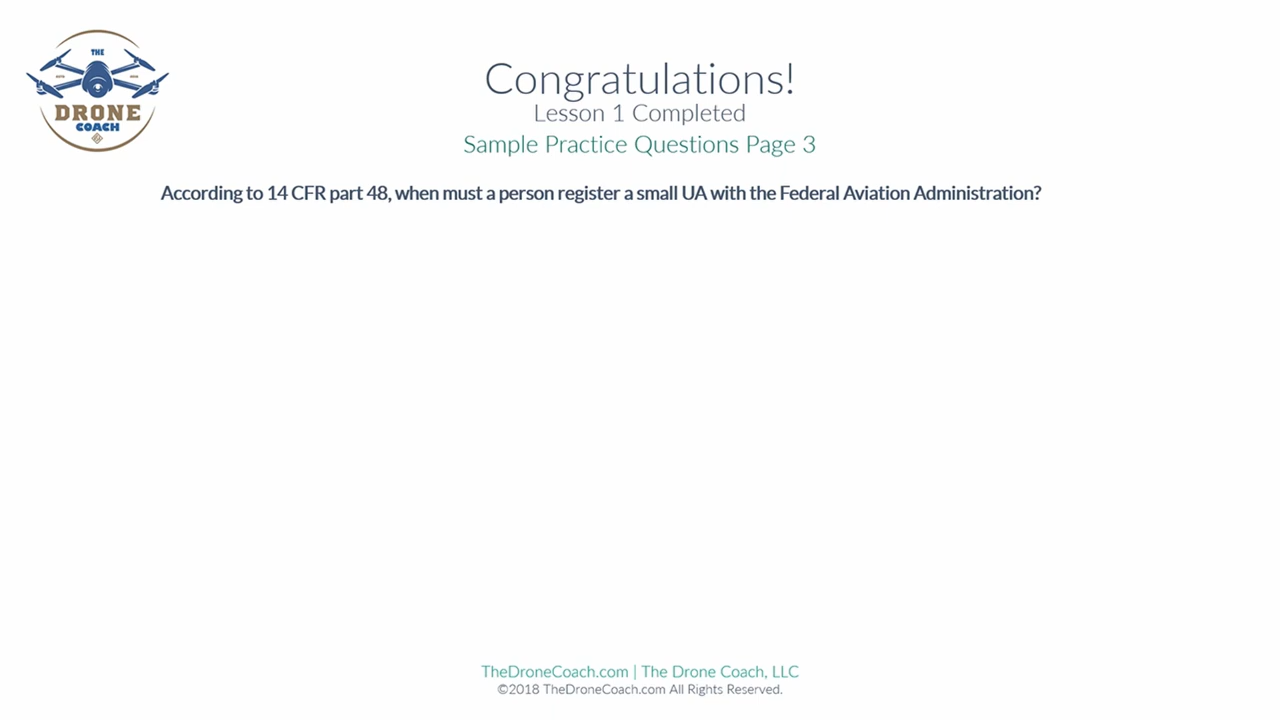 THE
DRONE
COACH
Congratulations!
Lesson 1 Completed
Sample Practice Questions Page 3
According to 14 CFR part 48, when must a person register a small UA with the Federal Aviation Administration?
TheDroneCoach.com | The Drone Coach, LLC
©2018 TheDroneCoach.com All Rights Reserved.